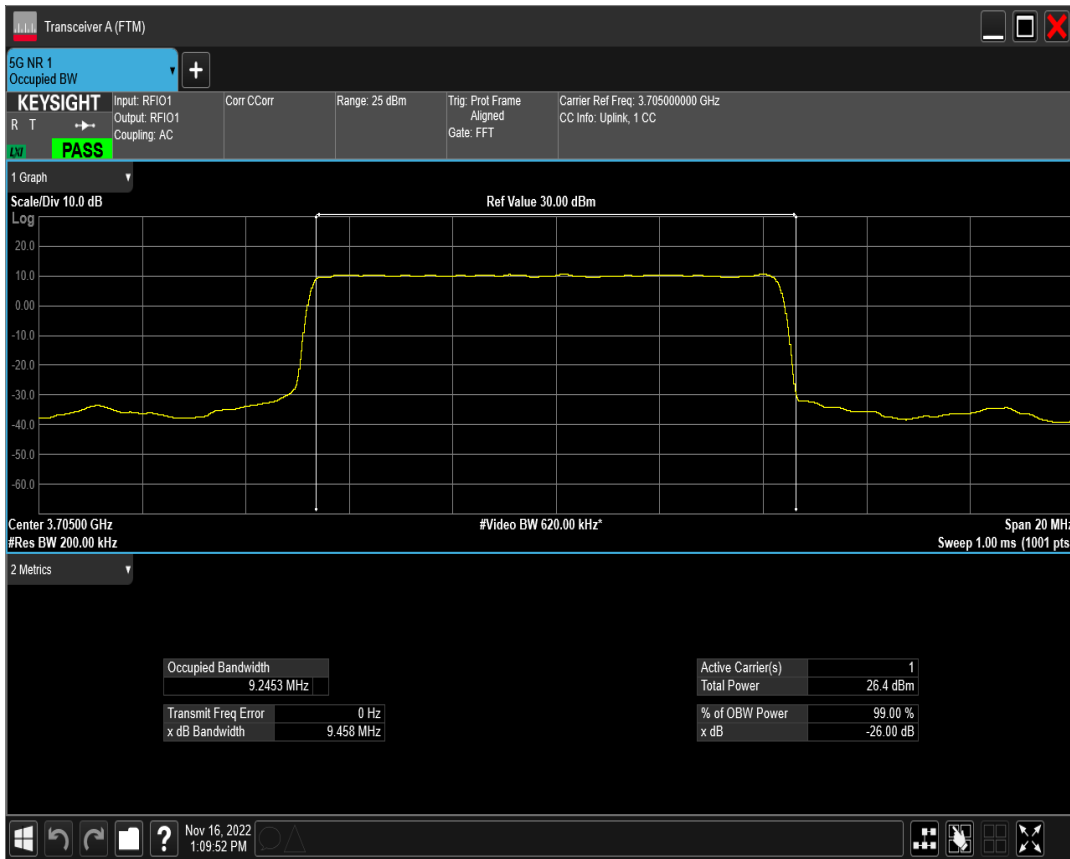 Transceiver A (FTM)
5G NR 1
Occupied BW
KEYSIGHT
R T
LXI
PASS
Input: RFIO1
Output: RFIO1
Coupling: AC
Corr CCorr
Range: 25 dBm
Trig: Prot Frame
Aligned
Gate: FFT
Carrier Ref Freq: 3.705000000 GHz
CC Info: Uplink, 1 CC
1 Graph
Scale/Div 10.0 dB
Ref Value 30.00 dBm
Log
20.0
10.0
0.00
-10.0
-20.0
-30.0
-40.0
-50.0
-60.0
Center 3.70500 GHz
#Video BW 620.00 kHz*
Span 20 MHz
#Res BW 200.00 kHz
Sweep 1.00 ms (1001 pts
2 Metrics
Occupied Bandwidth
9.2453 MHz
Transmit Freq Error 0 Hz
x dB Bandwidth 9.458 MHz
Active Carrier(s) 1
Total Power 26.4 dBm
% of OBW Power 99.00 %
x dB -26.00 dB
?
Nov 16, 2022
1:09:52 PM